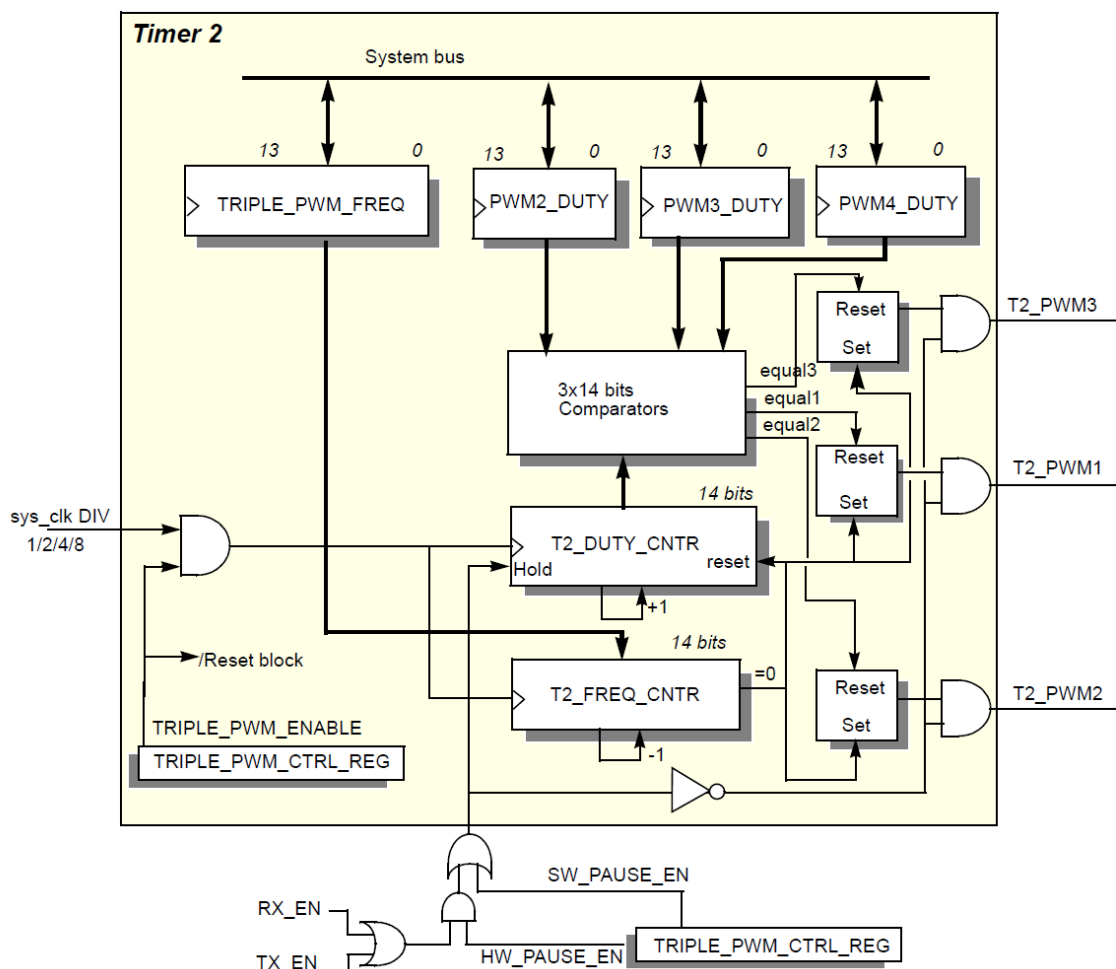 Timer 2
System bus
13 0
13 0
13 0
13 0
TRIPLE_PWM_FREQ
PWM2_DUTY
PWM3_DUTY
PWM4_DUTY
Reset
Set
T2_PWM3
3x14 bits
Comparators
equal3
equal1
equal2
Reset
Set
T2_PWM1
sys_clk DIV
1/2/4/8
14 bits
T2_DUTY_CNTR
Hold
reset
+1
/Reset block
14 bits
T2_FREQ_CNTR
=0
-1
Reset
Set
T2_PWM2
TRIPLE_PWM_ENABLE
TRIPLE_PWM_CTRL_REG
SW_PAUSE_EN
RX_EN
TX_EN
HW_PAUSE_EN
TRIPLE_PWM_CTRL_REG